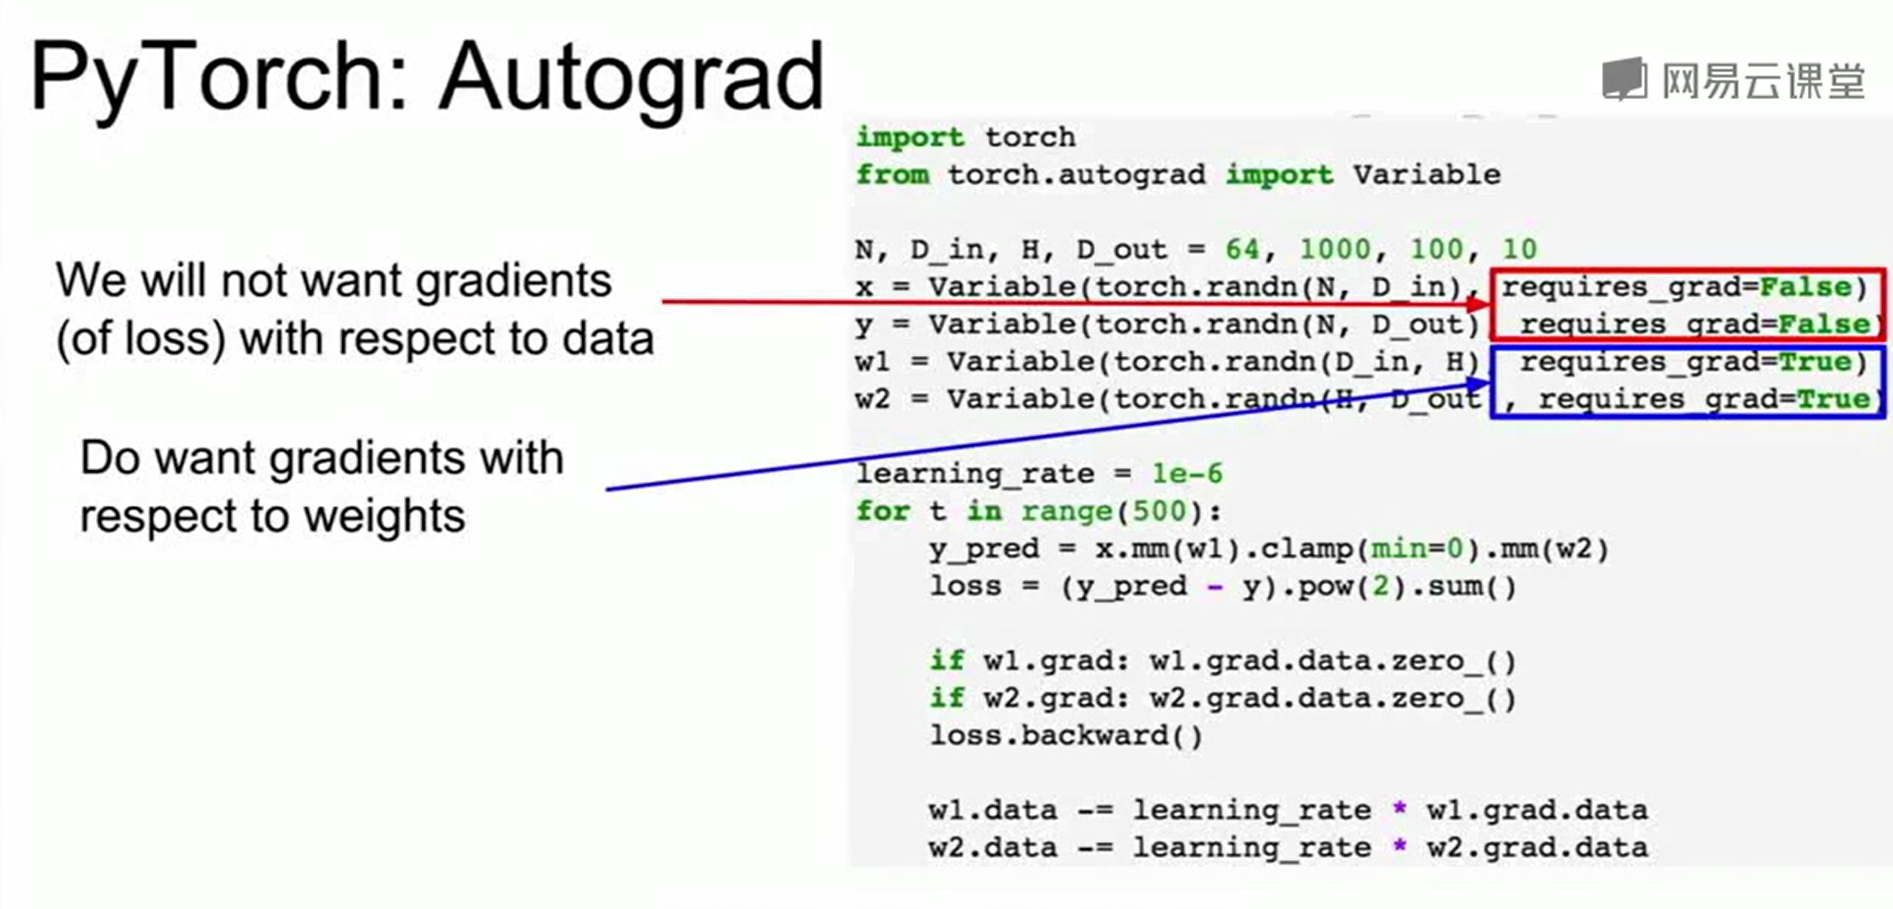 PyTorch: Autograd
网易云课堂
We will not want gradients
(of loss) with respect to data
Do want gradients with
respect to weights
import torch
from torch.autograd import Variable
N, D_in, H, D_out = 64, 1000, 100, 10
x = Variable(torch.randn(N, D_in), requires_grad=False)
y = Variable(torch.randn(N, D_out) requires_grad=False)
w1 = Variable(torch.randn(D_in, H) requires_grad=True)
w2 = Variable(torch.randn(H, D_out , requires_grad=True)
learning_rate = 1e-6
for t in range(500):
    y_pred = x.mm(w1).clamp(min=0).mm(w2)
    loss = (y_pred - y).pow(2).sum()
    if w1.grad: w1.grad.data.zero_()
    if w2.grad: w2.grad.data.zero_()
    loss.backward()
    w1.data -= learning_rate * w1.grad.data
    w2.data -= learning_rate * w2.grad.data